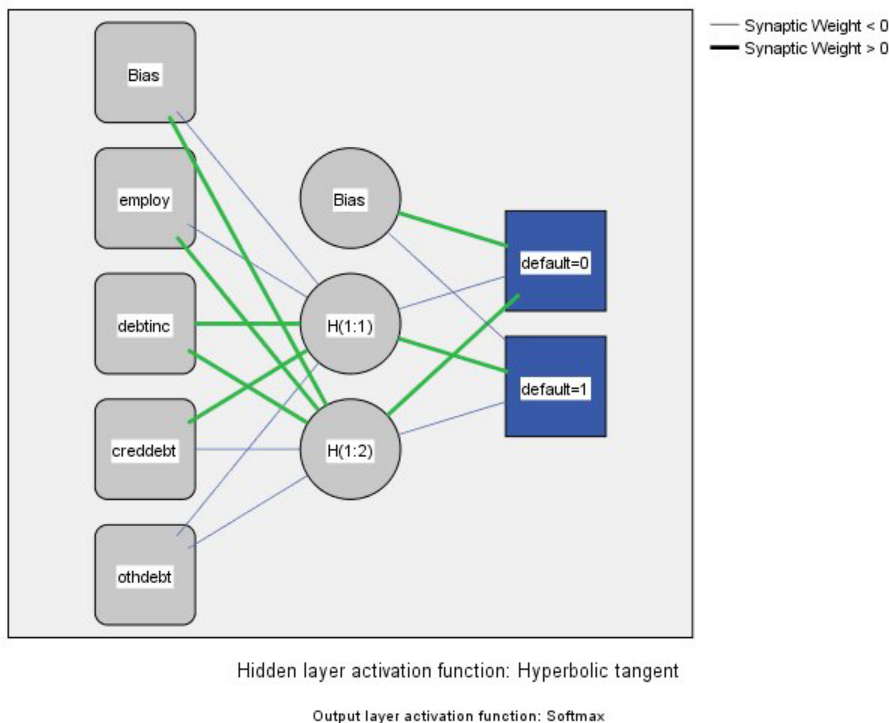 Synaptic Weight < 0
Synaptic Weight > 0
Bias
employ
Bias
default=0
debtinc
H(1:1)
default=1
creddebt
H(1:2)
othdebt
Hidden layer activation function: Hyperbolic tangent
Output layer activation function: Softmax